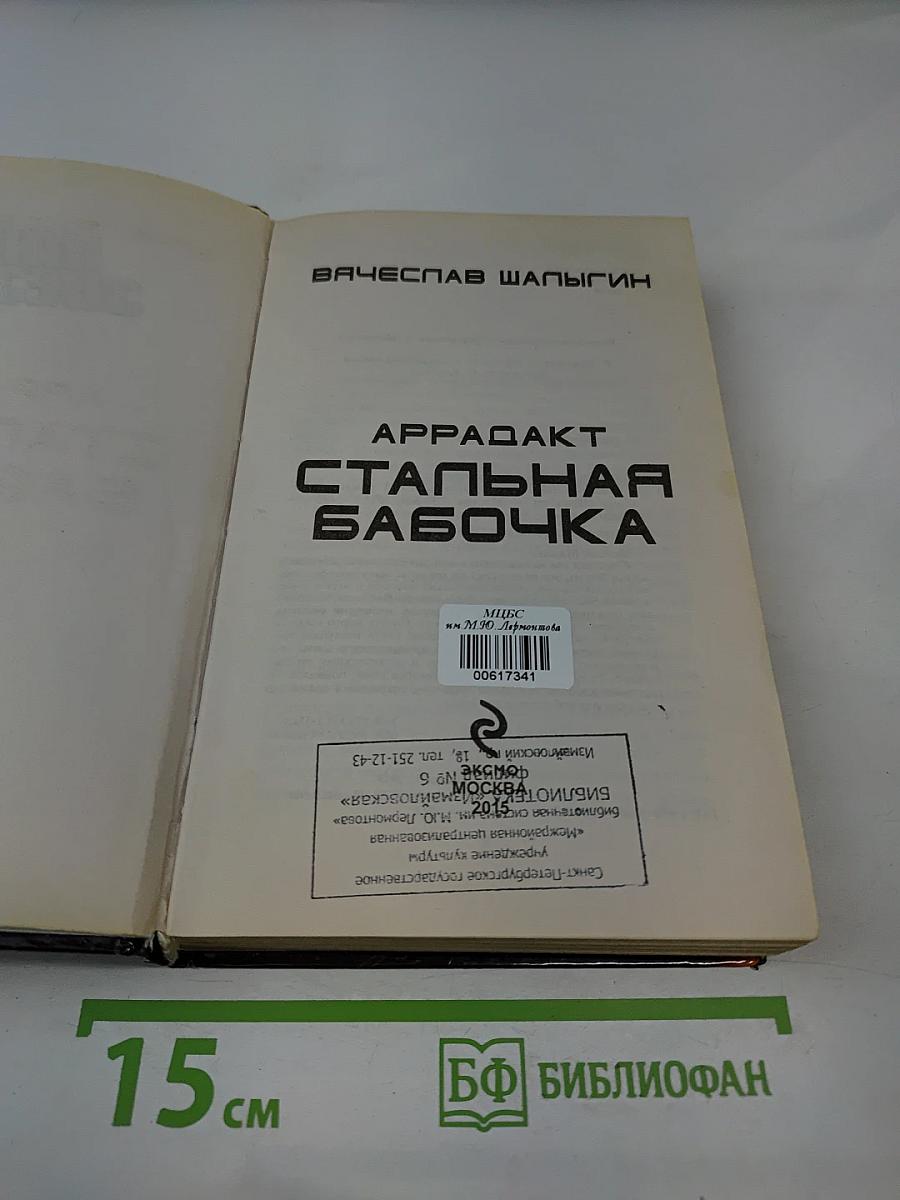 ВЯЧЕСЛАВ ШАЛЫГИН
АРРАДАКТ
СТАЛЬНАЯ
БАБОЧКА
МЦБС
им.М.Ю.Лермонтова
00617341
ЭКСМО
МОСКВА
2015
Санкт-Петербургское государственное
учреждение культуры
«Межрайонная централизованная
библиотечная система им. М.Ю. Лермонтова»
БИБЛИОТЕКА «ИЗМАЙЛОВСКАЯ»
филиал № 6
Измайловский пр., 18, тел. 251-12-43
15 см
БФ БИБЛИОФАН